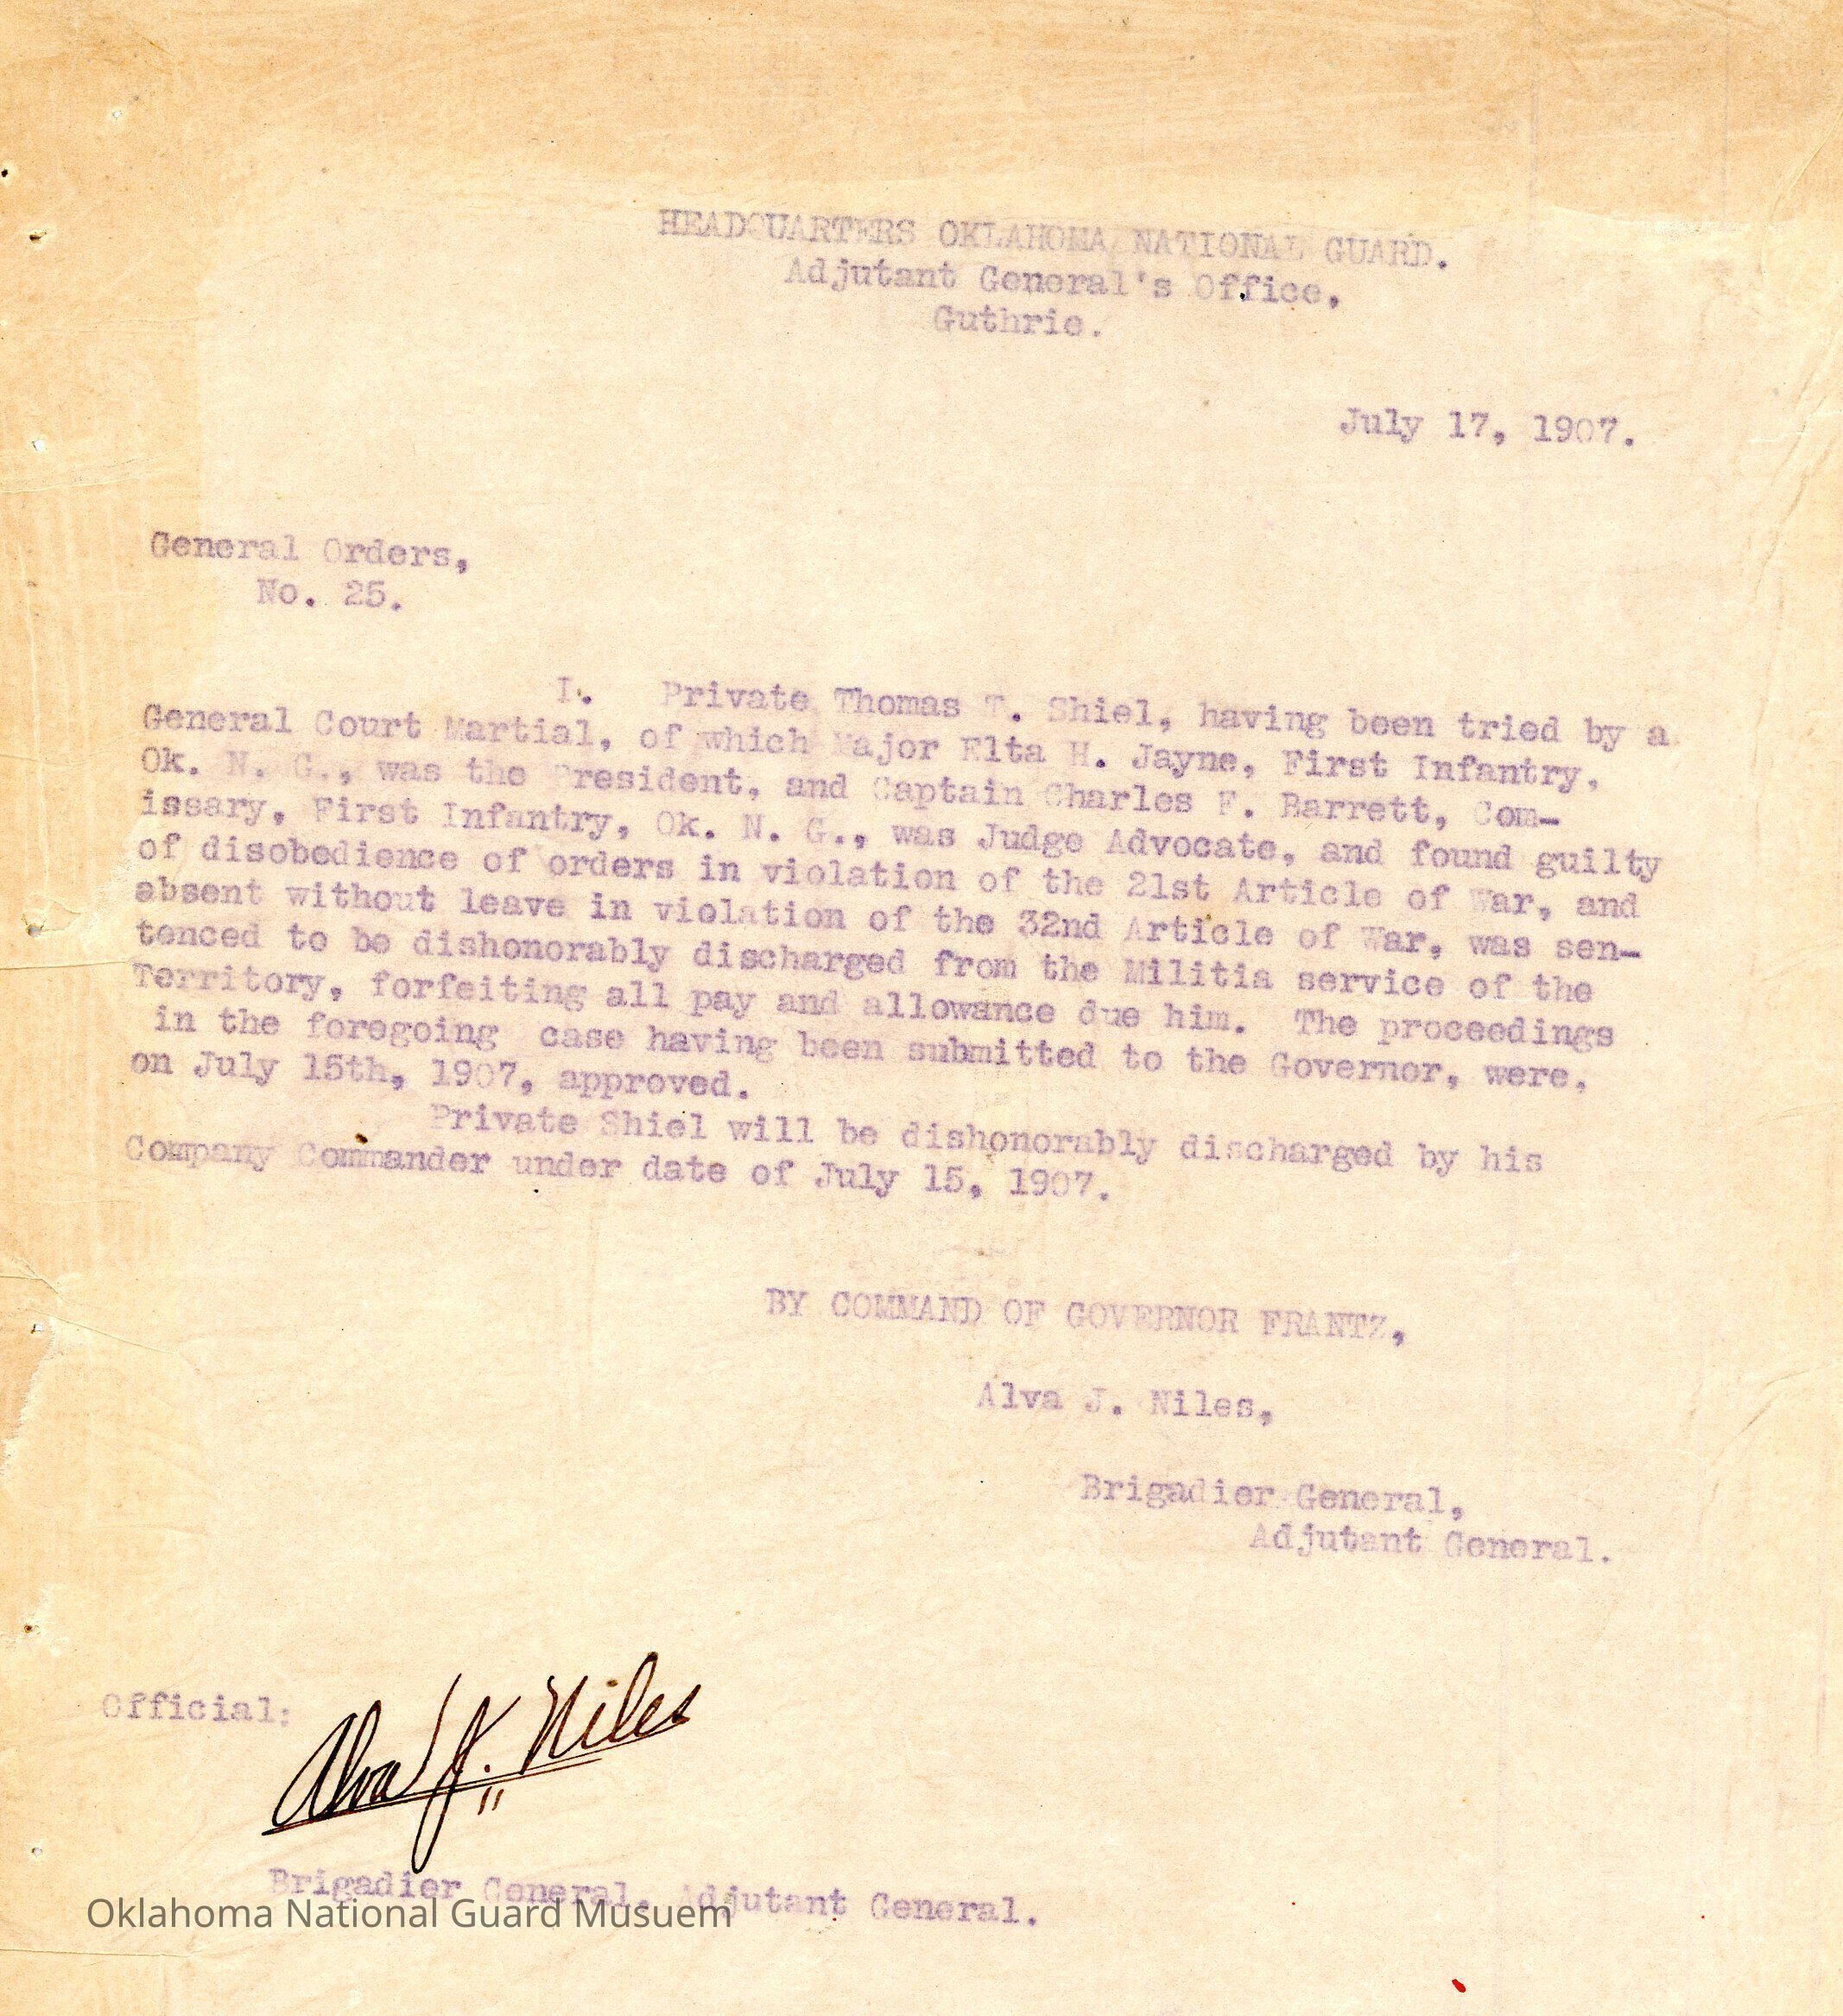 HEADQUARTERS OKLAHOMA NATIONAL GUARD.
Adjutant General's Office,
Guthrie.
July 17, 1907.
General Orders,
No. 25.
I. Private Thomas T. Shiel, having been tried by a
General Court Martial, of which Major Elta H. Jayne, First Infantry,
Ok. N. G., was the President, and Captain Charles F. Barrett, Com-
issary, First Infantry, Ok. N. G., was Judge Advocate, and found guilty
of disobedience of orders in violation of the 21st Article of War, and
absent without leave in violation of the 32nd Article of War, was sen-
tenced to be dishonorably discharged from the Militia service of the
Territory, forfeiting all pay and allowance due him. The proceedings
in the foregoing case having been submitted to the Governor, were,
on July 15th, 1907, approved.
Private Shiel will be dishonorably discharged by his
Company Commander under date of July 15, 1907.
BY COMMAND OF GOVERNOR FRANTZ,
Alva J. Niles,
Brigadier General,
Adjutant General.
Official:
Alva J. Niles
Brigadier General, Adjutant General.
Oklahoma National Guard Musuem